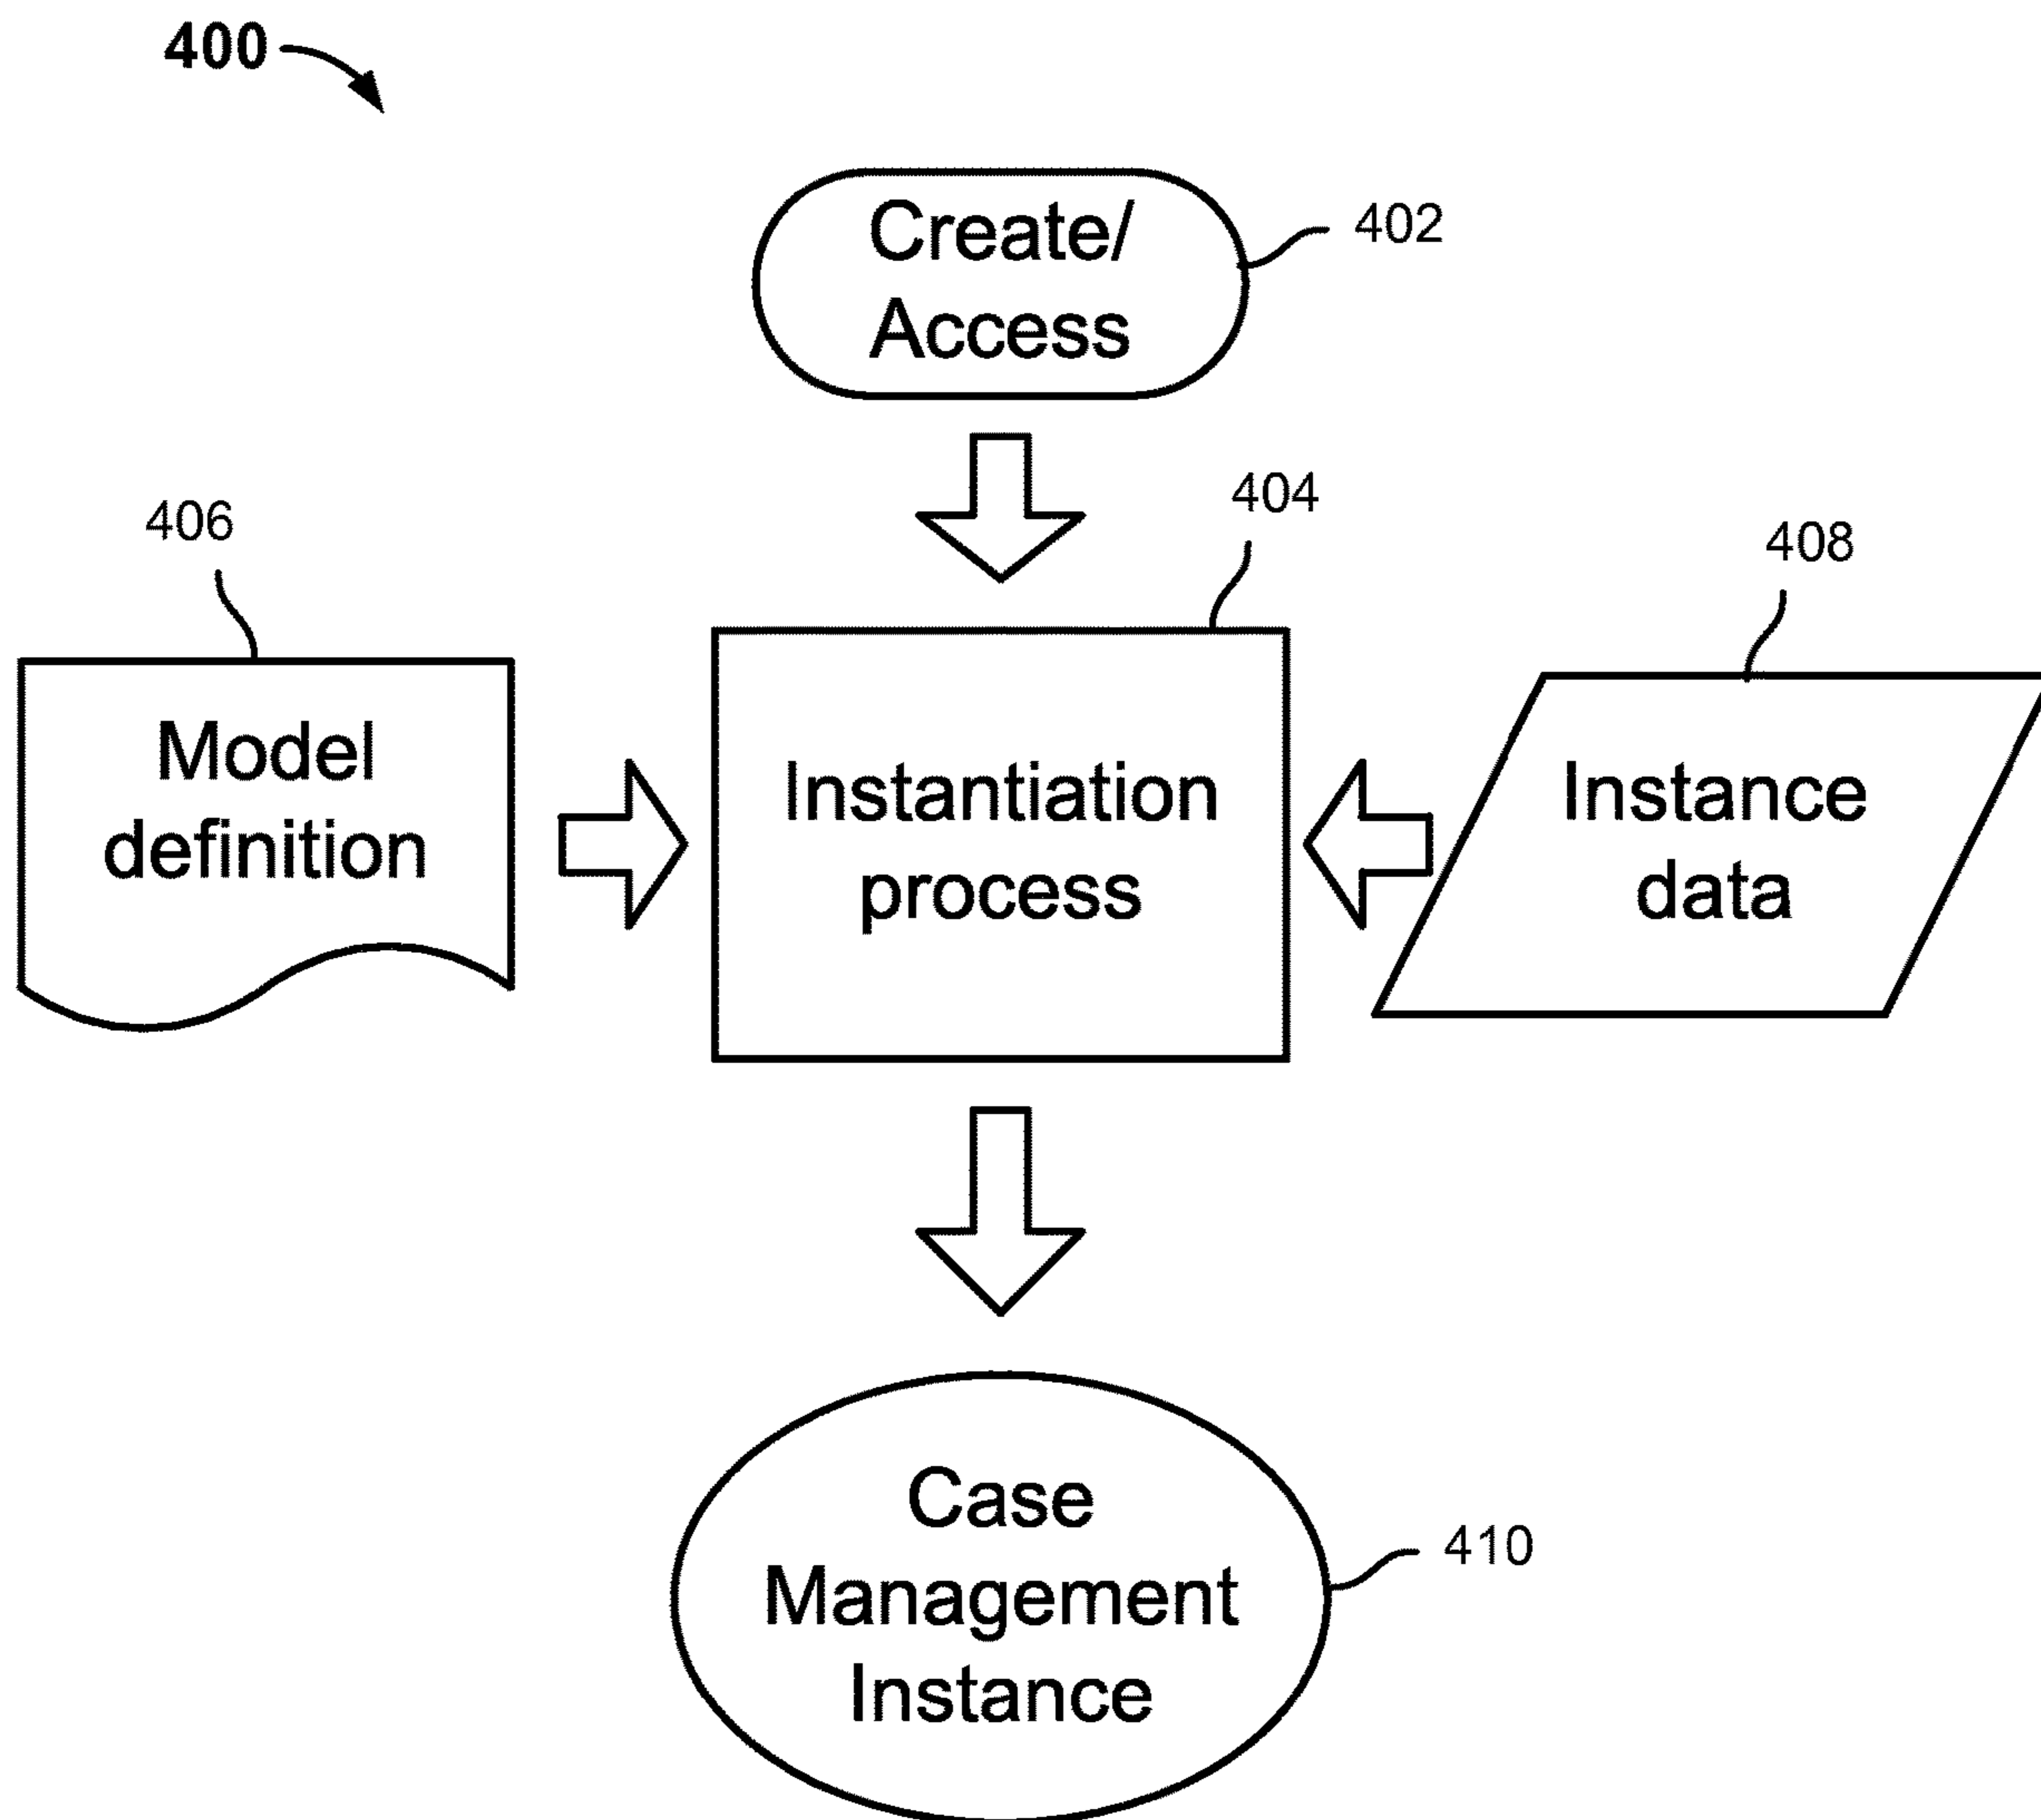 400
Create/
Access
402
404
406
408
Model
definition
Instantiation
process
Instance
data
Case
Management
Instance
410